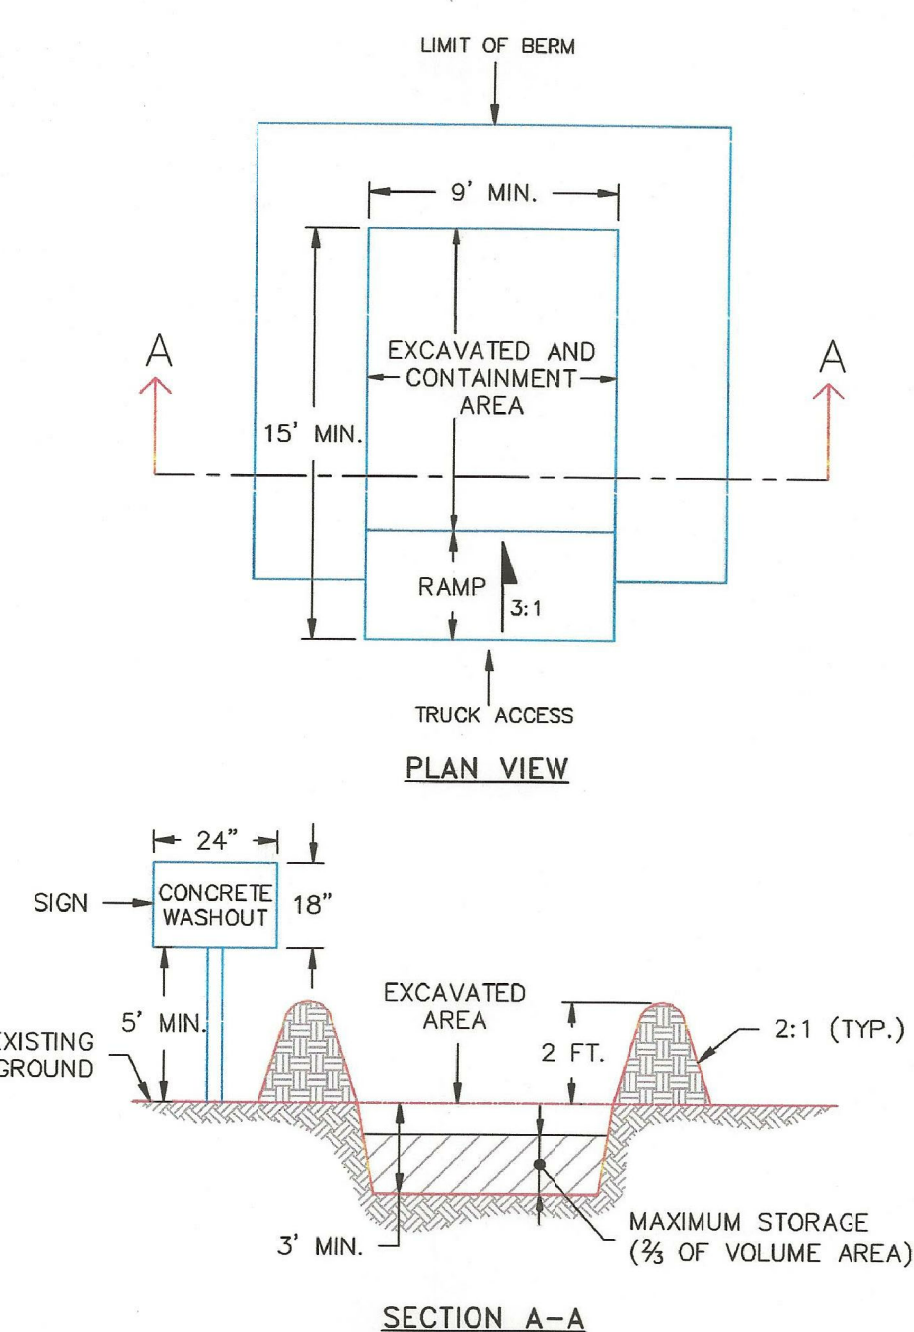 LIMIT OF BERM
9' MIN.
A
A
EXCAVATED AND
CONTAINMENT
AREA
15' MIN.
RAMP
3:1
TRUCK ACCESS
PLAN VIEW
24"
SIGN
CONCRETE
WASHOUT
18"
EXCAVATED
AREA
5' MIN.
2 FT.
2:1 (TYP.)
EXISTING
GROUND
3' MIN.
MAXIMUM STORAGE
(⅔ OF VOLUME AREA)
SECTION A-A